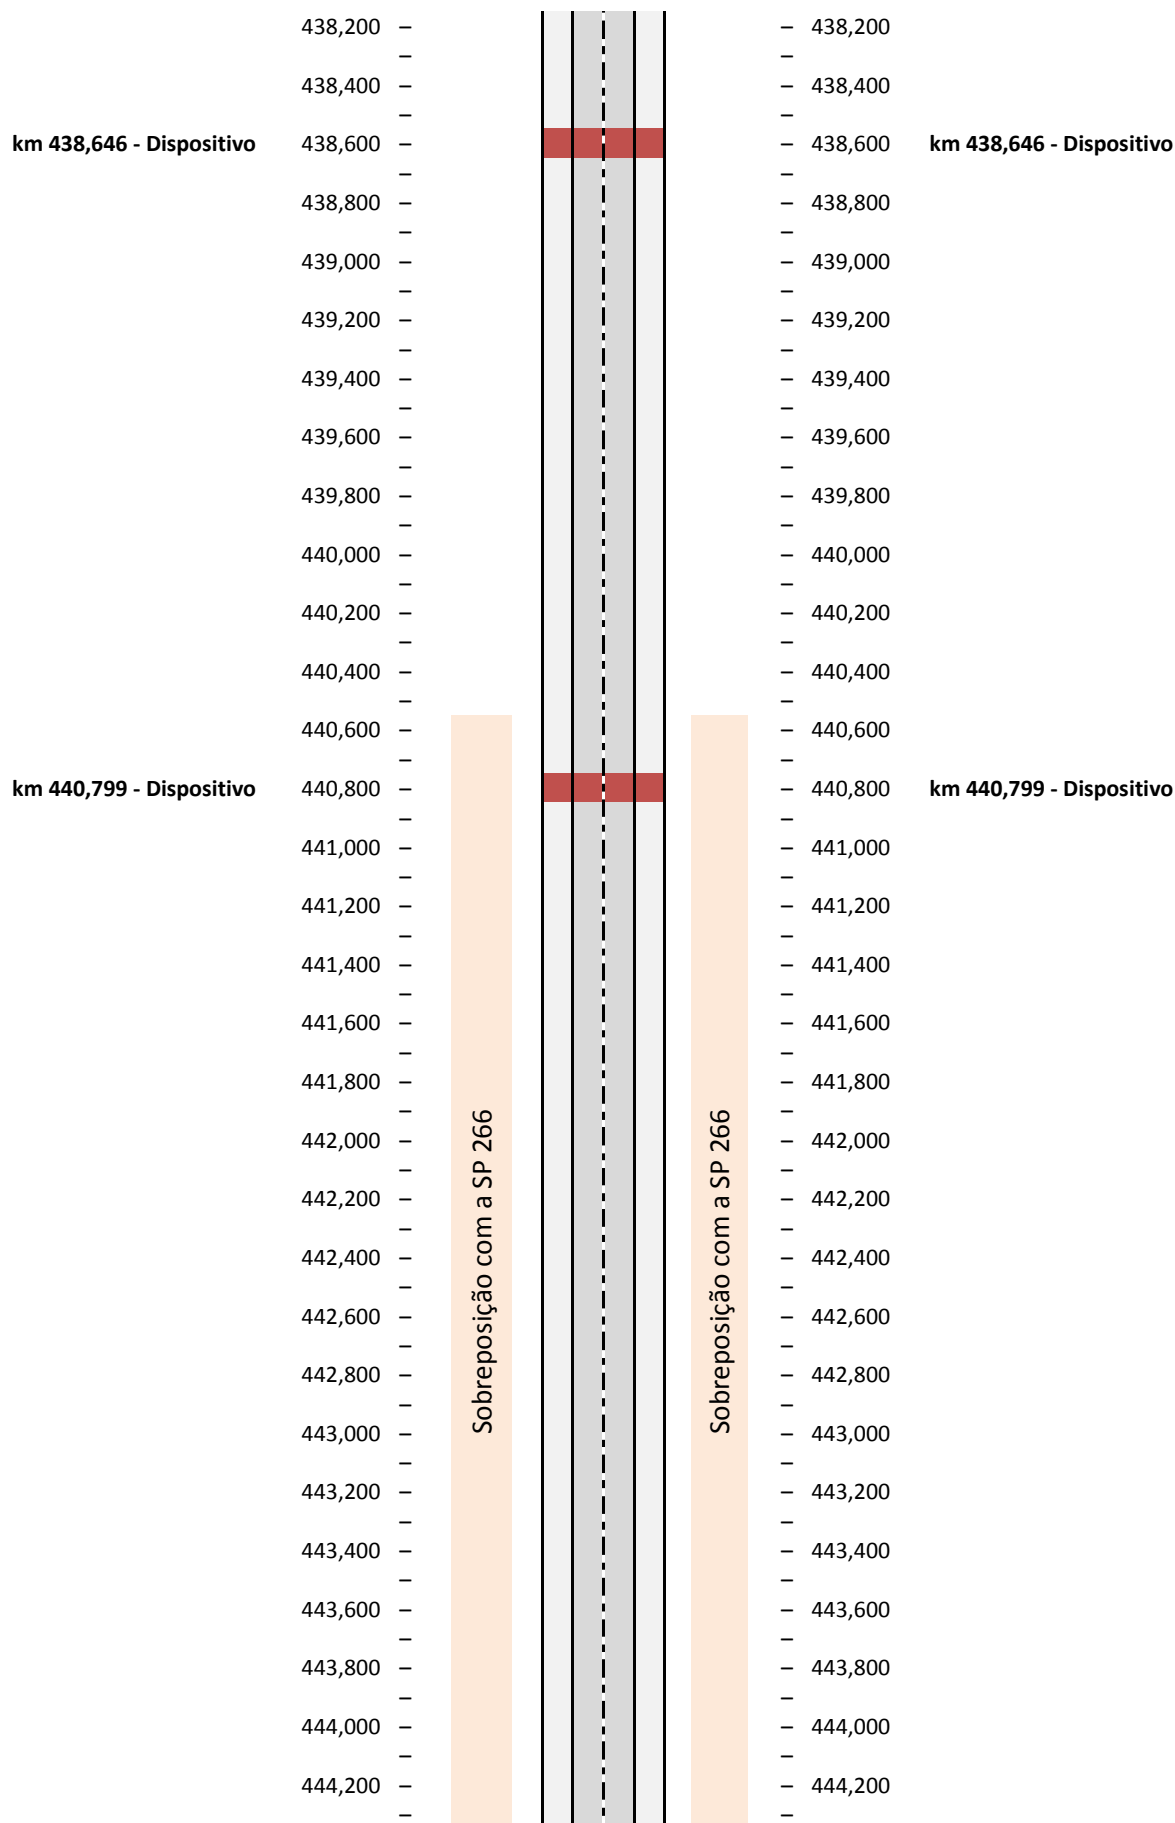 438,200 – – 438,200
– –
438,400 – – 438,400
– –
km 438,646 - Dispositivo 438,600 – – 438,600 km 438,646 - Dispositivo
– –
438,800 – – 438,800
– –
439,000 – – 439,000
– –
439,200 – – 439,200
– –
439,400 – – 439,400
– –
439,600 – – 439,600
– –
439,800 – – 439,800
– –
440,000 – – 440,000
– –
440,200 – – 440,200
– –
440,400 – – 440,400
– –
440,600 – – 440,600
– –
km 440,799 - Dispositivo 440,800 – – 440,800 km 440,799 - Dispositivo
– –
441,000 – – 441,000
– –
441,200 – – 441,200
– –
441,400 – – 441,400
– –
441,600 – – 441,600
– –
441,800 – – 441,800
– –
442,000 – – 442,000
– –
442,200 – – 442,200
– –
442,400 – – 442,400
– –
442,600 – – 442,600
– –
442,800 – – 442,800
– –
443,000 – – 443,000
– –
443,200 – – 443,200
– –
443,400 – – 443,400
– –
443,600 – – 443,600
– –
443,800 – – 443,800
– –
444,000 – – 444,000
– –
444,200 – – 444,200
– –
Sobreposição com a SP 266
Sobreposição com a SP 266